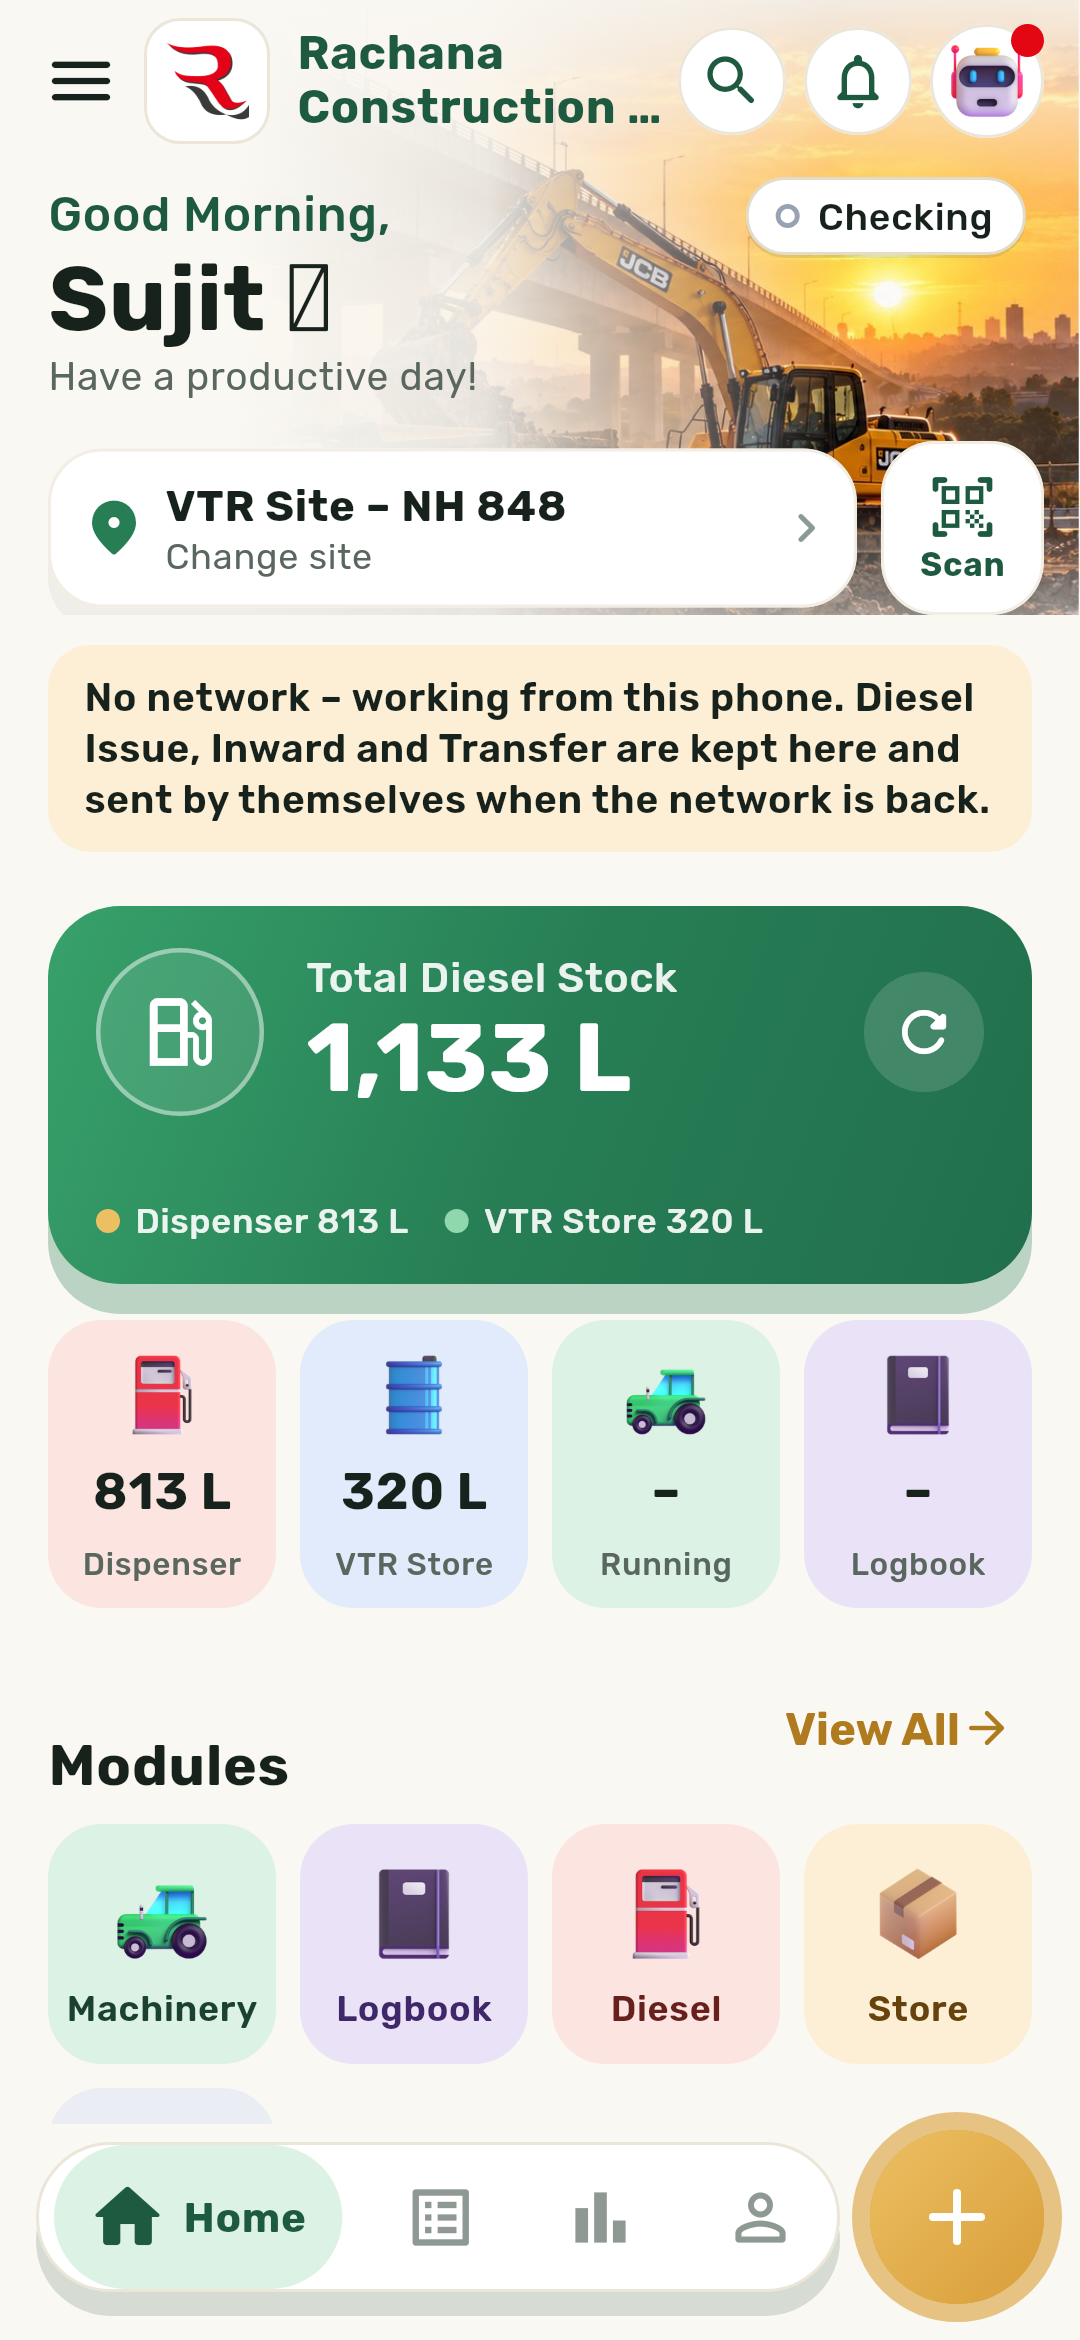 Rachana
Construction ...
Good Morning,
Checking
Sujit
Have a productive day!
JCB
JCB
VTR Site – NH 848
Change site
Scan
No network – working from this phone. Diesel
Issue, Inward and Transfer are kept here and
sent by themselves when the network is back.
Total Diesel Stock
1,133 L
Dispenser 813 L
VTR Store 320 L
813 L
320 L
–
–
Dispenser
VTR Store
Running
Logbook
View All
Modules
Machinery
Logbook
Diesel
Store
Home